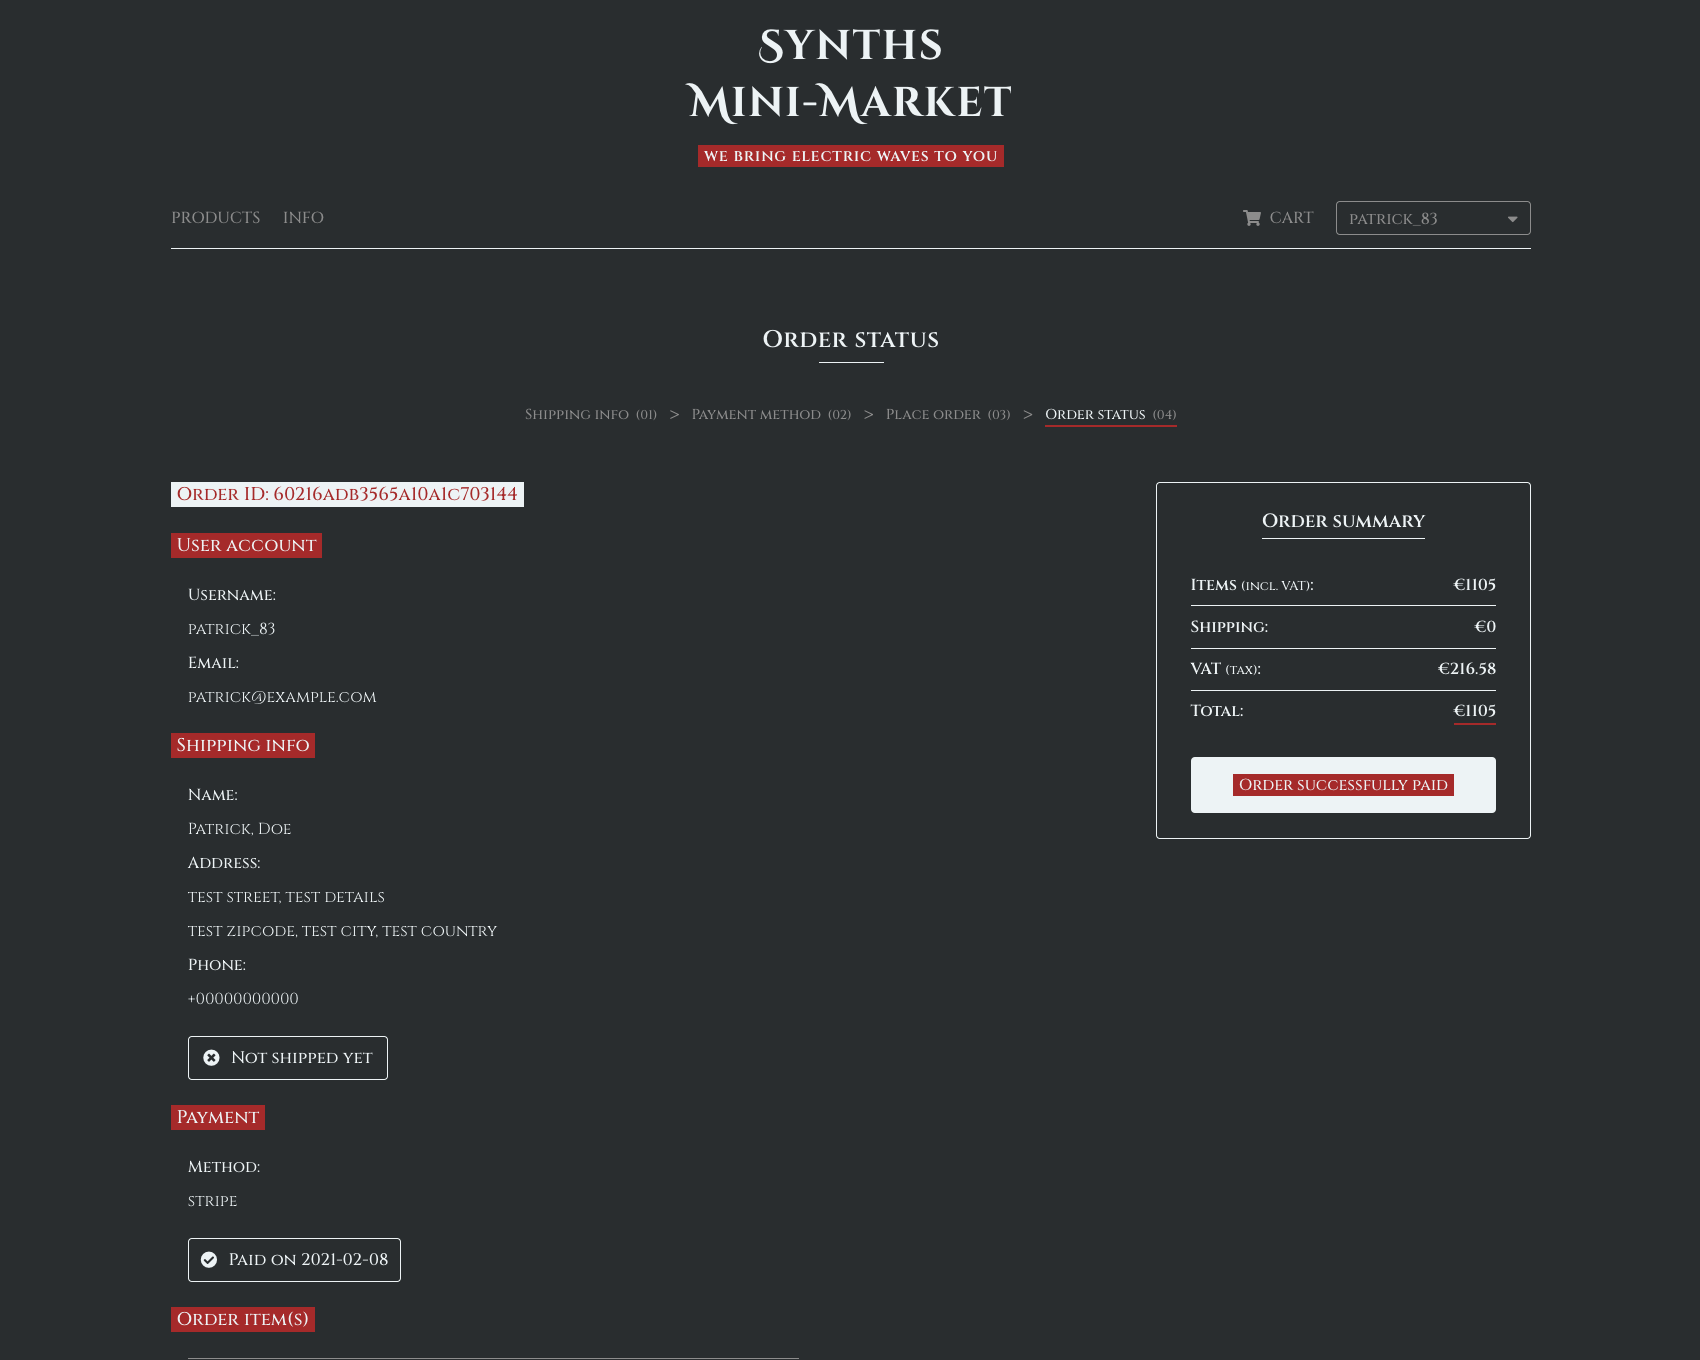 Synths
Mini-Market
we bring electric waves to you
Products Info Cart patrick_83
Order status
Shipping info (01) > Payment method (02) > Place order (03) > Order status (04)
Order ID: 60216adb3565a10a1c703144
User account
Username:
patrick_83
Email:
patrick@example.com
Shipping info
Name:
Patrick, Doe
Address:
test street, test details
test zipcode, test city, test country
Phone:
+00000000000
Not shipped yet
Payment
Method:
stripe
Paid on 2021-02-08
Order item(s)
Order summary
Items (incl. VAT): €1105
Shipping: €0
VAT (tax): €216.58
Total: €1105
Order successfully paid